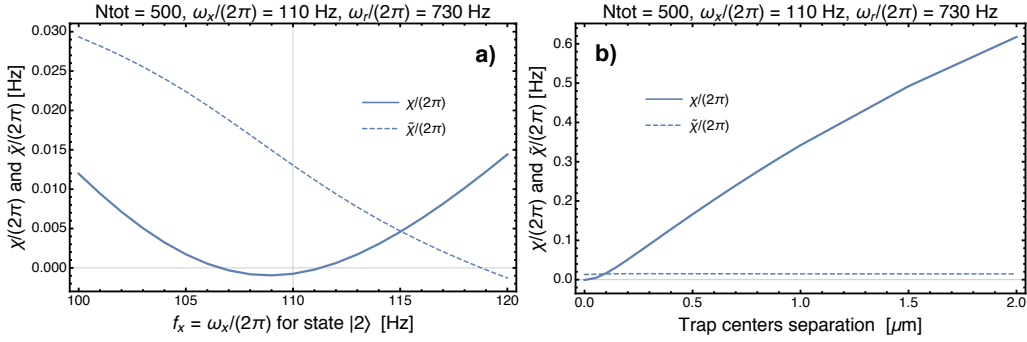 Ntot = 500, ωx/(2π) = 110 Hz, ωr/(2π) = 730 Hz
a)
χ/(2π) and χ̃/(2π) [Hz]
0.030
0.025
0.020
0.015
0.010
0.005
0.000
χ/(2π)
χ̃/(2π)
100 105 110 115 120
fx = ωx/(2π) for state |2⟩ [Hz]
Ntot = 500, ωx/(2π) = 110 Hz, ωr/(2π) = 730 Hz
b)
χ/(2π) and χ̃/(2π) [Hz]
0.6
0.5
0.4
0.3
0.2
0.1
0.0
χ/(2π)
χ̃/(2π)
0.0 0.5 1.0 1.5 2.0
Trap centers separation [μm]